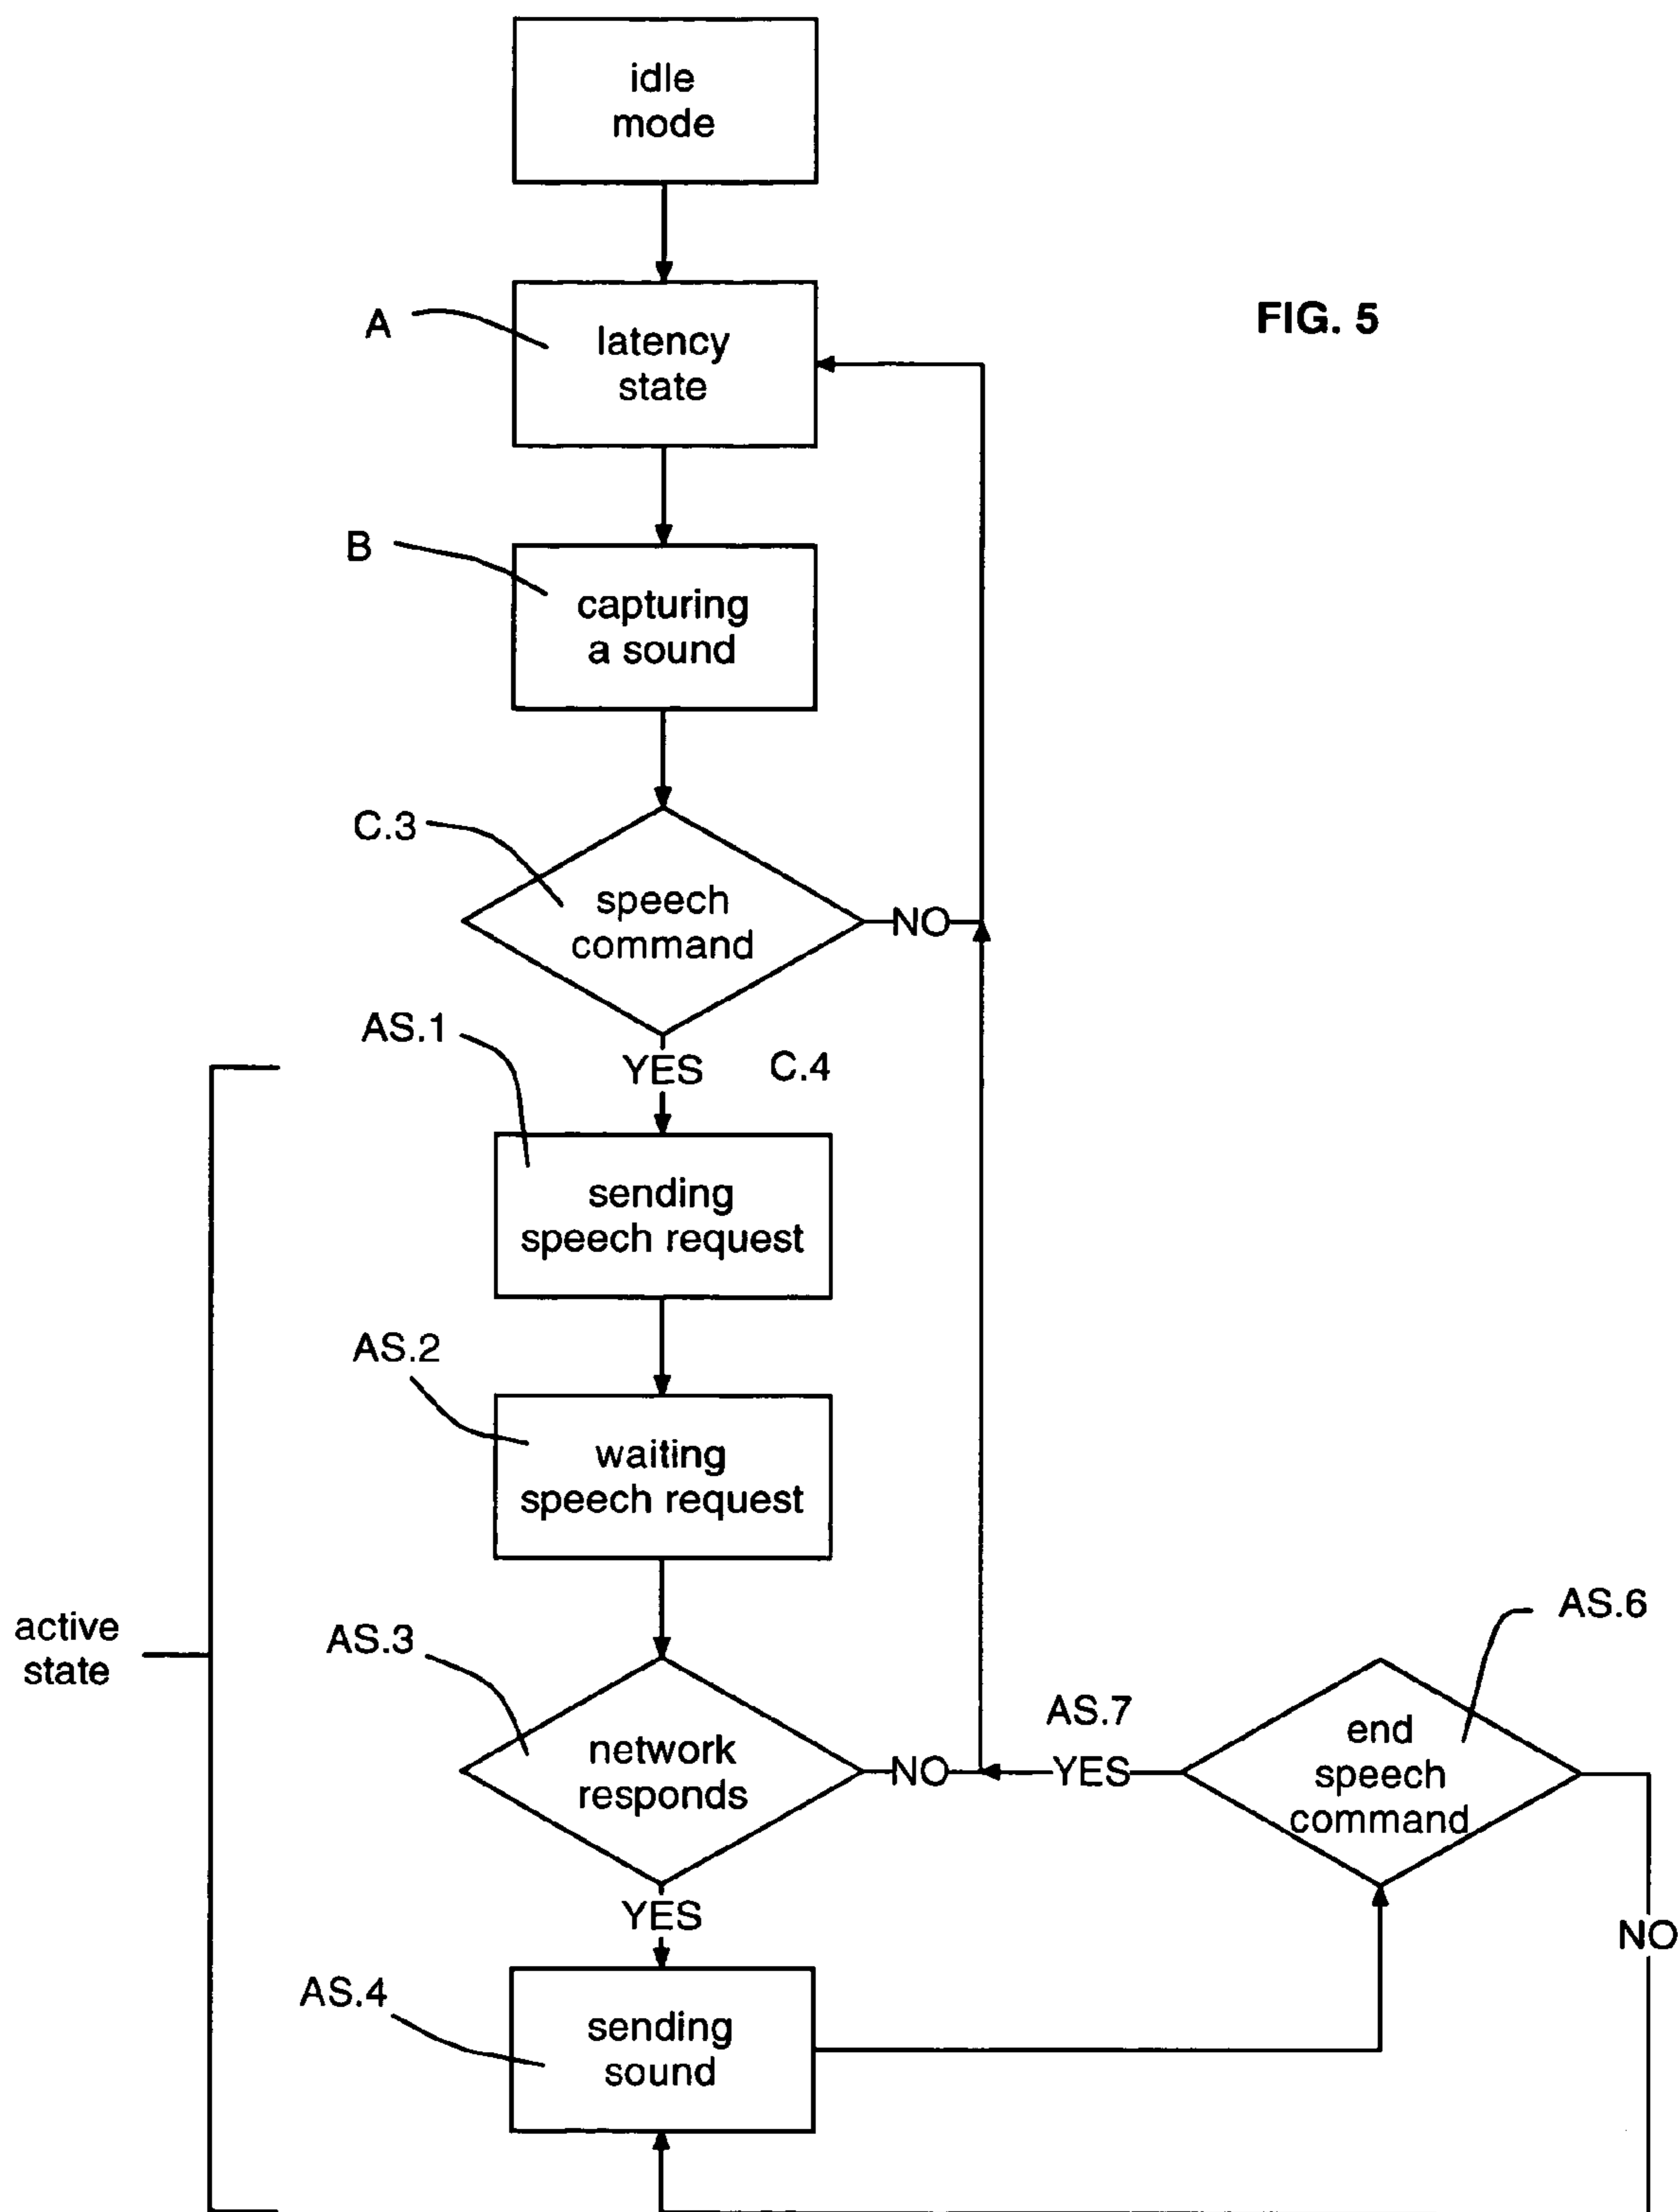 idle
mode
FIG. 5
A
latency
state
B
capturing
a sound
C.3
speech
command
NO
AS.1
YES
C.4
sending
speech request
AS.2
waiting
speech request
active
state
AS.3
network
responds
NO
AS.7
YES
AS.6
end
speech
command
YES
NO
AS.4
sending
sound